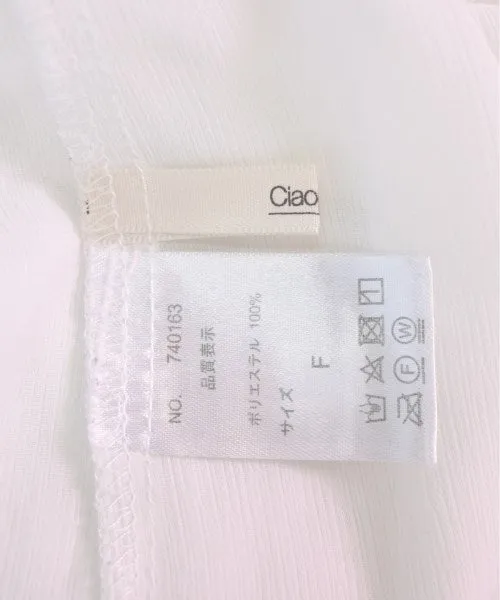 Ciao
NO. 740163
品質表示
ポリエステル 100%
サイズ F
W
F